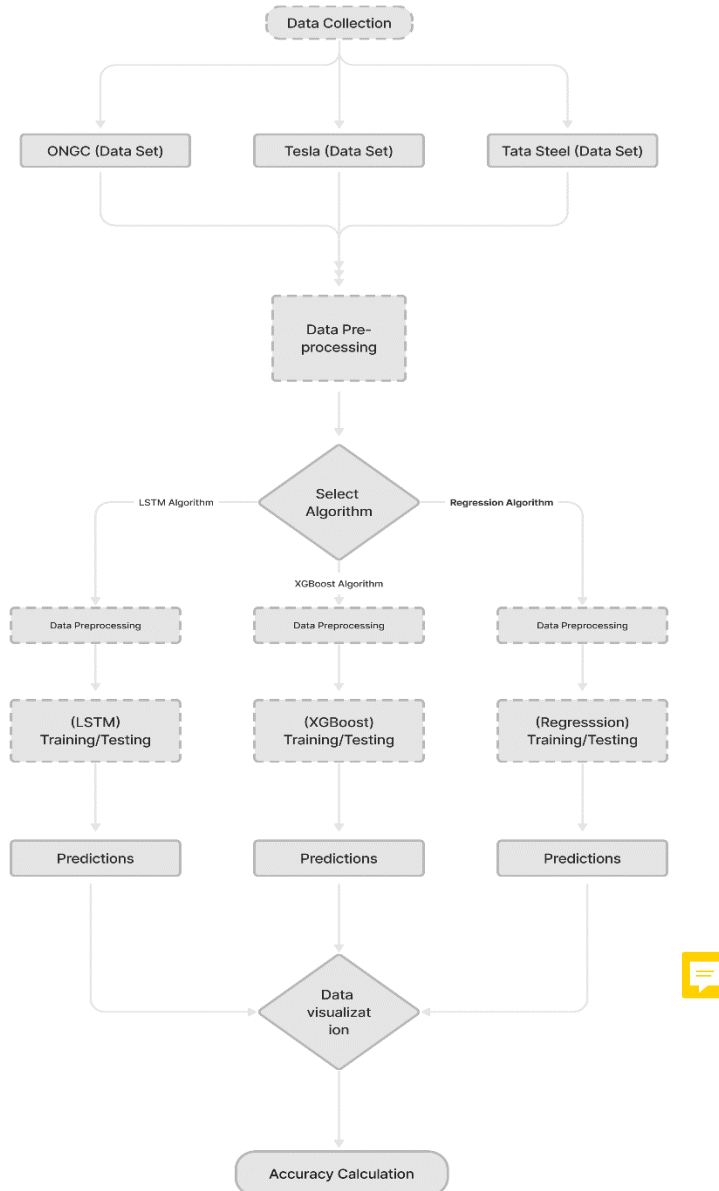 Data Collection
ONGC (Data Set)
Tesla (Data Set)
Tata Steel (Data Set)
Data Pre-
processing
Select
Algorithm
LSTM Algorithm
Regression Algorithm
XGBoost Algorithm
Data Preprocessing
Data Preprocessing
Data Preprocessing
(LSTM)
Training/Testing
(XGBoost)
Training/Testing
(Regresssion)
Training/Testing
Predictions
Predictions
Predictions
Data
visualizat
ion
Accuracy Calculation